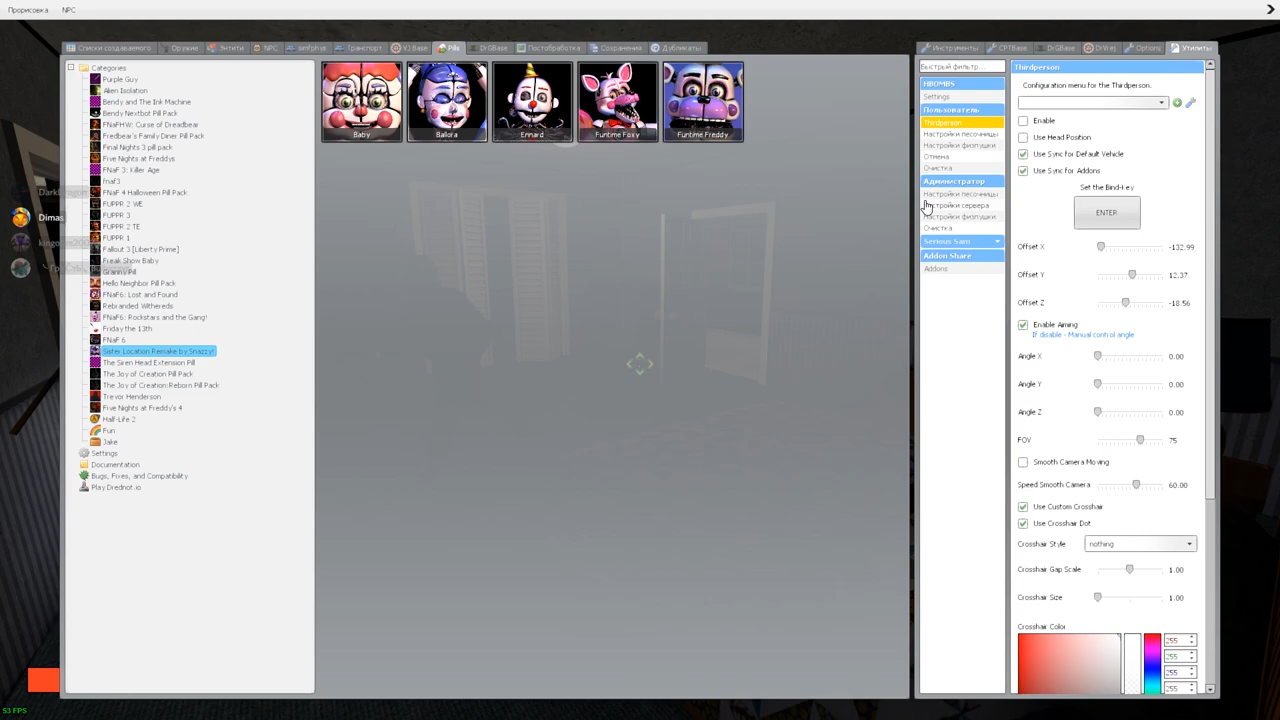 Прорисовка NPC
Списки создаваемого Оружие Энтити NPC simfphys Транспорт VJ Base Pills DrGBase Постобработка Сохранения Дубликаты
Инструменты CPTBase DrGBase DrVrej Options Утилиты
Categories
Purple Guy
Alien Isolation
Bendy and The Ink Machine
Bendy Nextbot Pill Pack
FNaFHW: Curse of Dreadbear
Fredbear's Family Diner Pill Pack
Final Nights 3 pill pack
Five Nights at Freddys
FNAF 3: Killer Age
fnaf3
FNAF 4 Halloween Pill Pack
FUPPR 2 WE
FUPPR 3
FUPPR 2 TE
FUPPR 1
Fallout 3 [Liberty Prime]
Freak Show Baby
Granny Pill
Hello Neighbor Pill Pack
FNaF6: Lost and Found
Rebranded Withereds
FNaF6: Rockstars and the Gang!
Friday the 13th
FNAF 6
Sister Location Remake by Snazzy!
The Siren Head Extension Pill
The Joy of Creation Pill Pack
The Joy of Creation:Reborn Pill Pack
Trevor Henderson
Five Nights at Freddy's 4
Half-Life 2
Fun
Jake
Settings
Documentation
Bugs, Fixes, and Compatibility
Play Drednot.io
Dimas
Baby
Ballora
Ennard
Funtime Foxy
Funtime Freddy
Быстрый фильтр...
HBOMBS
Settings
Пользователь
Thirdperson
Настройки песочницы
Настройки физпушки
Отмена
Очистка
Администратор
Настройки песочницы
Настройки сервера
Настройки физпушки
Очистка
Serious Sam
Addon Share
Addons
Thirdperson
Configuration menu for the Thirdperson.
Enable
Use Head Position
Use Sync for Default Vehicle
Use Sync for Addons
Set the Bind-Key
ENTER
Offset X -132.99
Offset Y 12.37
Offset Z -18.56
Enable Aiming
If disable - Manual control angle
Angle X 0.00
Angle Y 0.00
Angle Z 0.00
FOV 75
Smooth Camera Moving
Speed Smooth Camera 60.00
Use Custom Crosshair
Use Crosshair Dot
Crosshair Style nothing
Crosshair Gap Scale 1.00
Crosshair Size 1.00
Crosshair Color
255
255
255
255
53 FPS